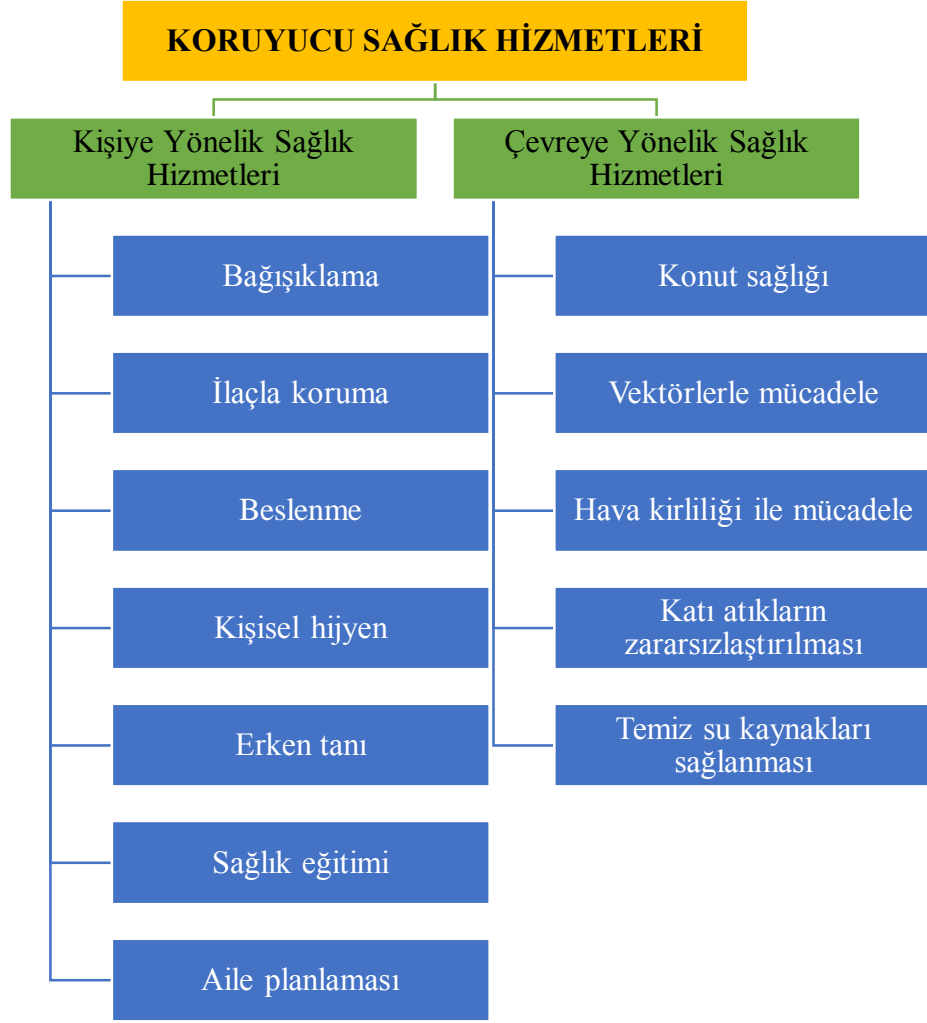 KORUYUCU SAĞLIK HİZMETLERİ
Kişiye Yönelik Sağlık
Hizmetleri
Bağışıklama
İlaçla koruma
Beslenme
Kişisel hijyen
Erken tanı
Sağlık eğitimi
Aile planlaması
Çevreye Yönelik Sağlık
Hizmetleri
Konut sağlığı
Vektörlerle mücadele
Hava kirliliği ile mücadele
Katı atıkların
zararsızlaştırılması
Temiz su kaynakları
sağlanması